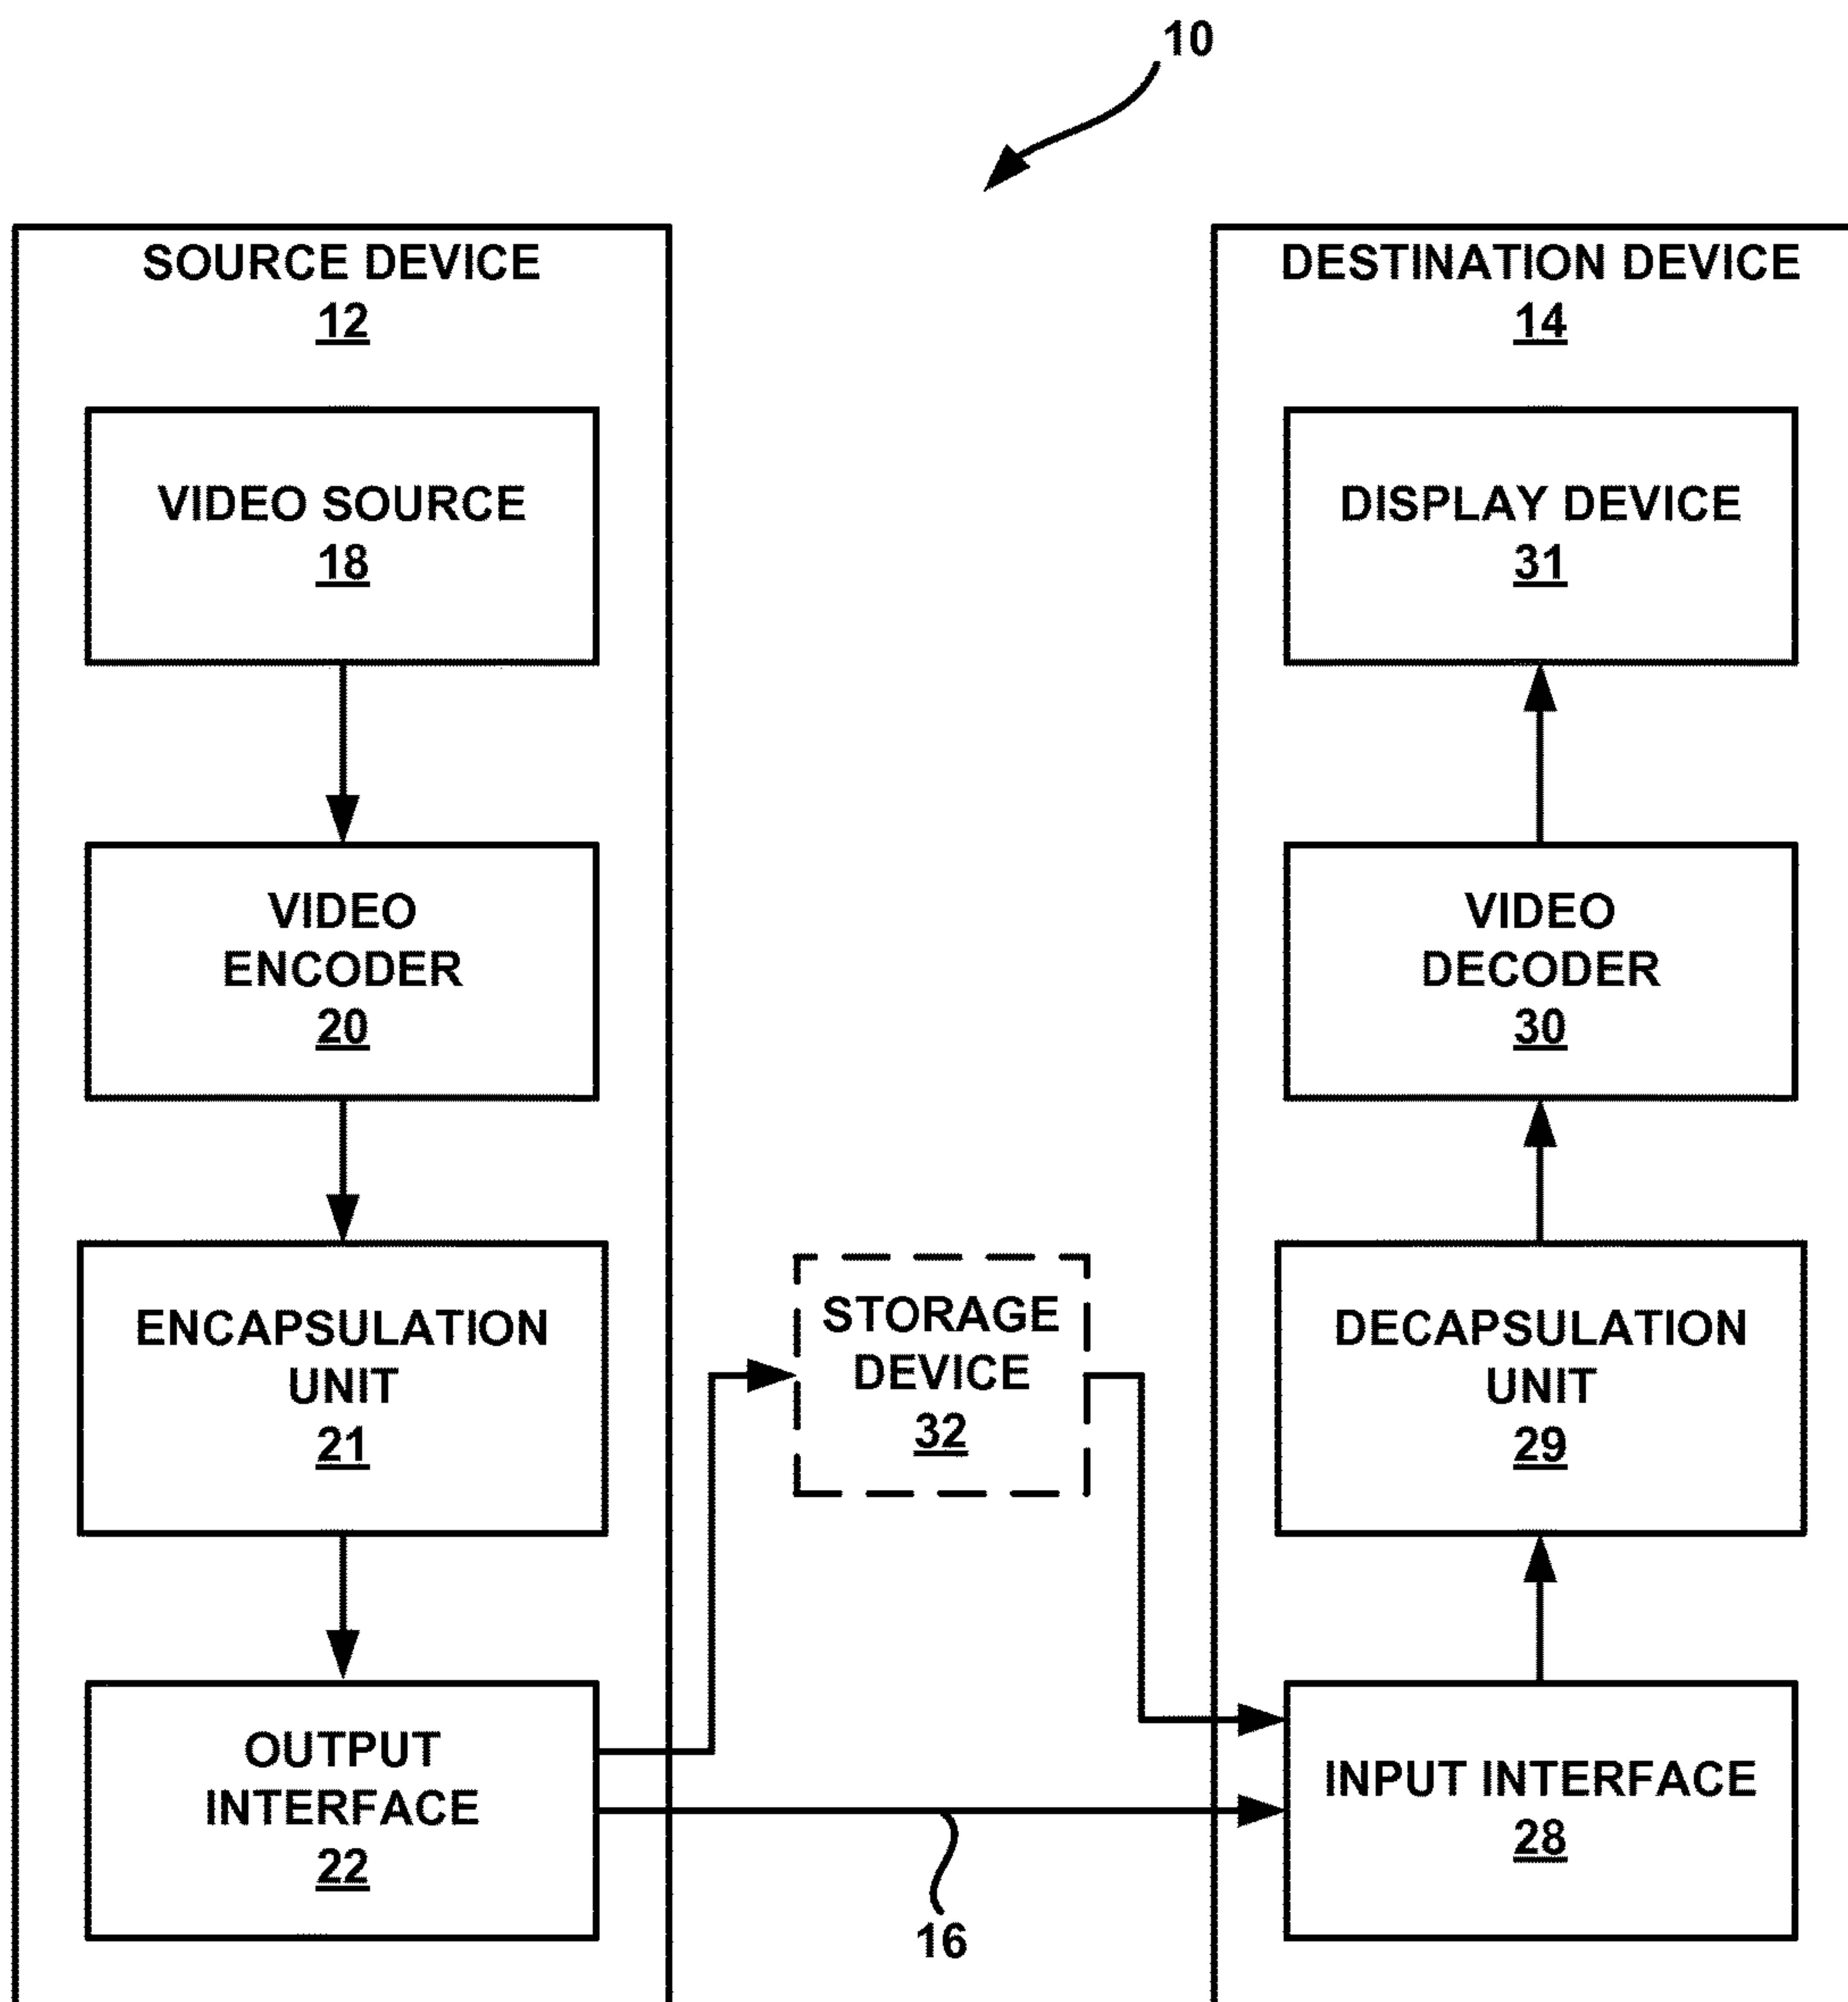 10
SOURCE DEVICE
12
VIDEO SOURCE
18
VIDEO
ENCODER
20
ENCAPSULATION
UNIT
21
OUTPUT
INTERFACE
22
STORAGE
DEVICE
32
16
DESTINATION DEVICE
14
DISPLAY DEVICE
31
VIDEO
DECODER
30
DECAPSULATION
UNIT
29
INPUT INTERFACE
28